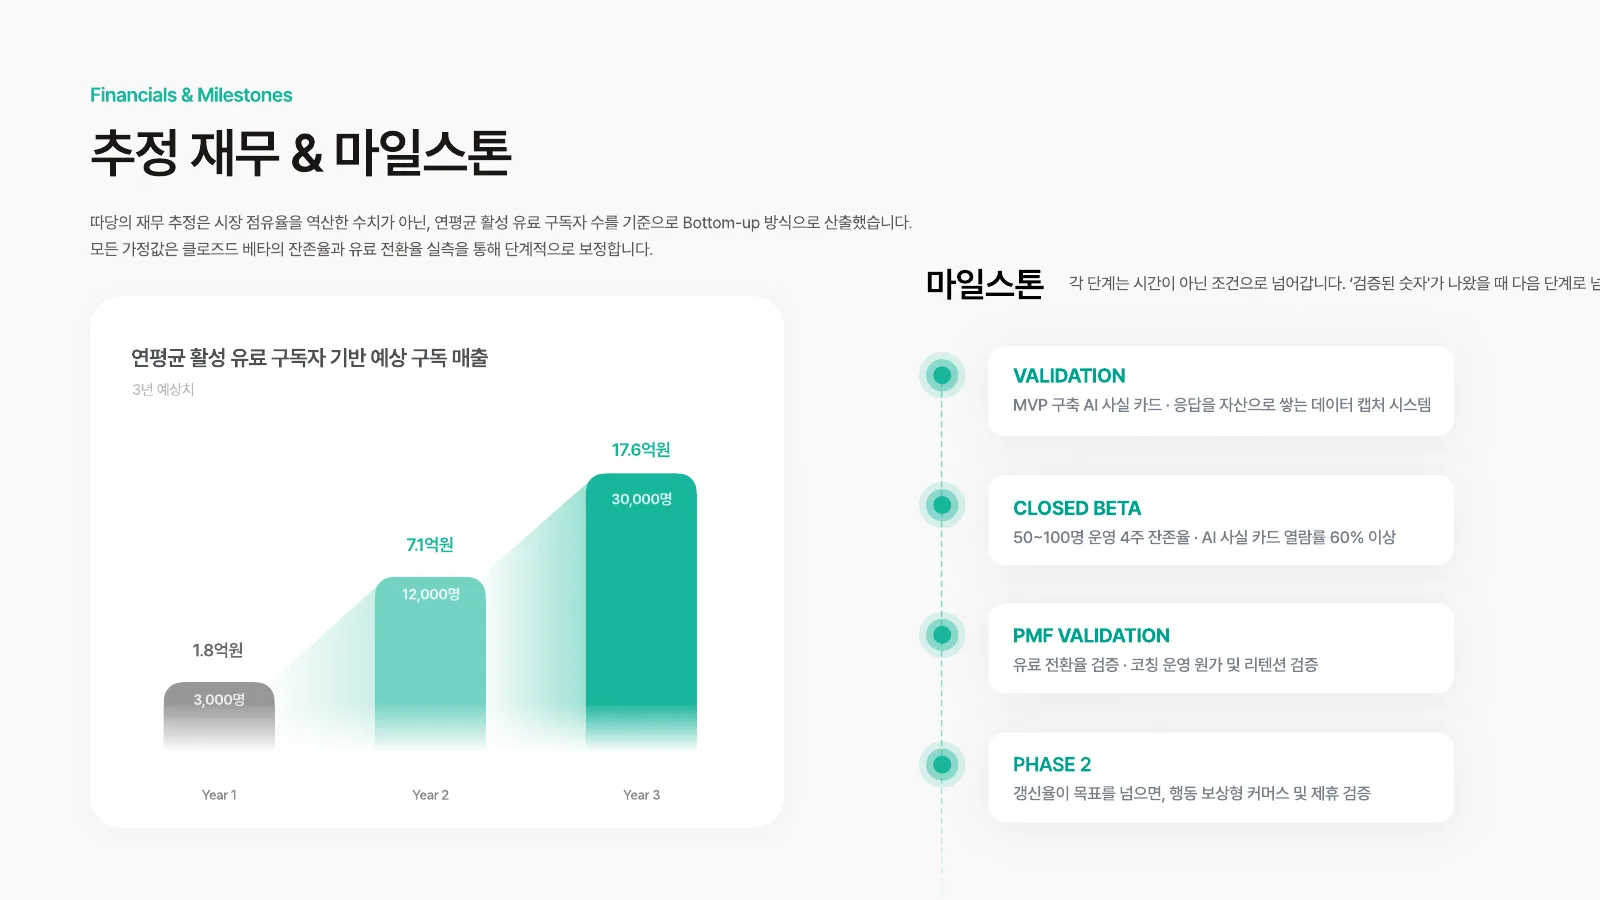 Financials & Milestones
추정 재무 & 마일스톤
따당의 재무 추정은 시장 점유율을 역산한 수치가 아닌, 연평균 활성 유료 구독자 수를 기준으로 Bottom-up 방식으로 산출했습니다.
모든 가정값은 클로즈드 베타의 잔존율과 유료 전환율 실측을 통해 단계적으로 보정합니다.
연평균 활성 유료 구독자 기반 예상 구독 매출
3년 예상치
17.6억원
30,000명
7.1억원
12,000명
1.8억원
3,000명
Year 1
Year 2
Year 3
마일스톤
각 단계는 시간이 아닌 조건으로 넘어갑니다. ‘검증된 숫자’가 나왔을 때 다음 단계로
VALIDATION
MVP 구축 AI 사실 카드 · 응답을 자산으로 쌓는 데이터 캡처 시스템
CLOSED BETA
50~100명 운영 4주 잔존율 · AI 사실 카드 열람률 60% 이상
PMF VALIDATION
유료 전환율 검증 · 코칭 운영 원가 및 리텐션 검증
PHASE 2
갱신율이 목표를 넘으면, 행동 보상형 커머스 및 제휴 검증